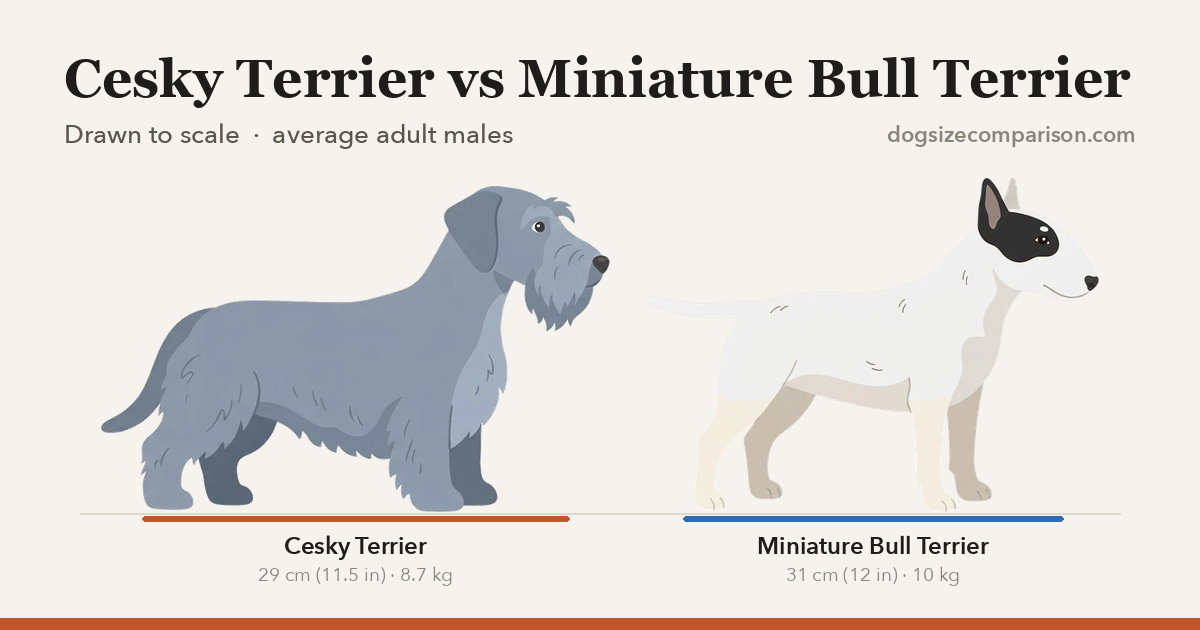 Cesky Terrier vs Miniature Bull Terrier
Drawn to scale · average adult males
dogsizecomparison.com
Cesky Terrier
29 cm (11.5 in) · 8.7 kg
Miniature Bull Terrier
31 cm (12 in) · 10 kg